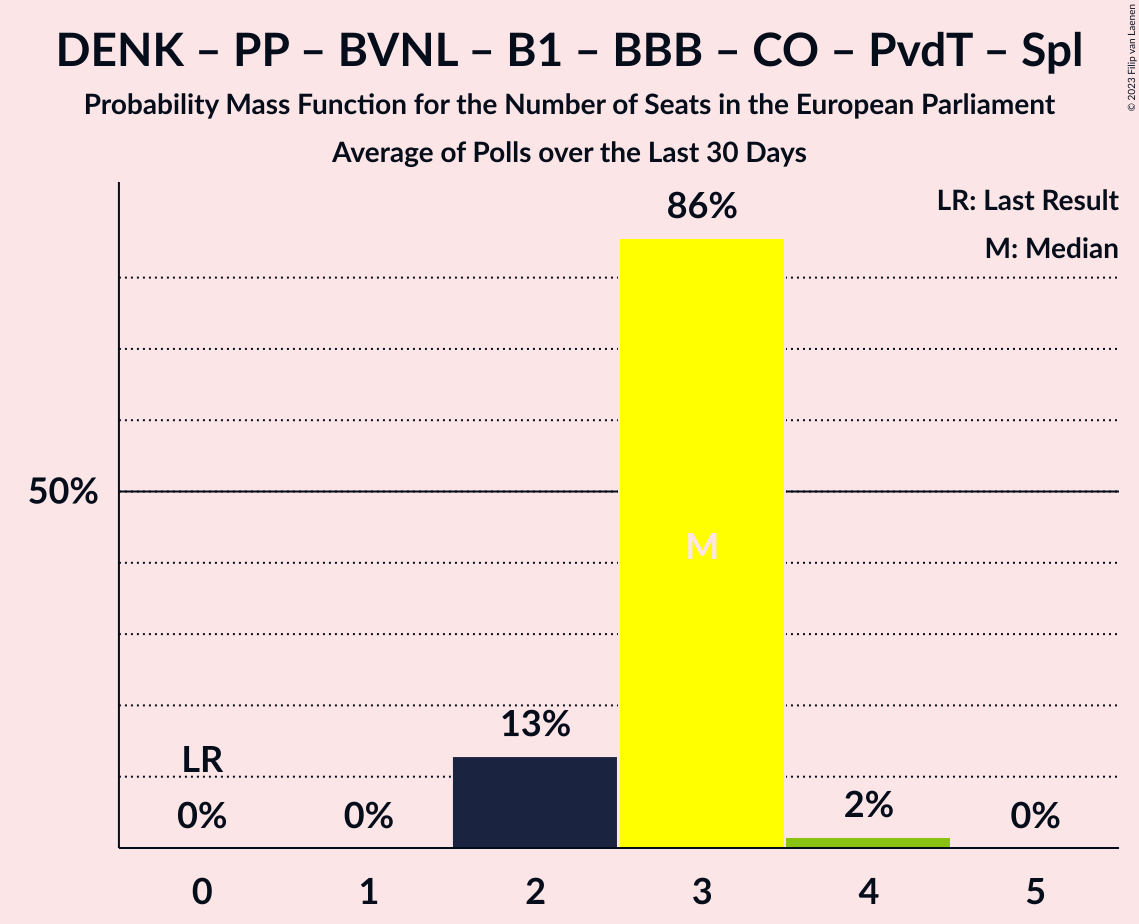 DENK – PP – BVNL – B1 – BBB – CO – PvdT – Spl
Probability Mass Function for the Number of Seats in the European Parliament
Average of Polls over the Last 30 Days
© 2023 Filip van Laenen
LR: Last Result
M: Median
86%
50%
M
13%
LR
0%
0%
2%
0%
0
1
2
3
4
5